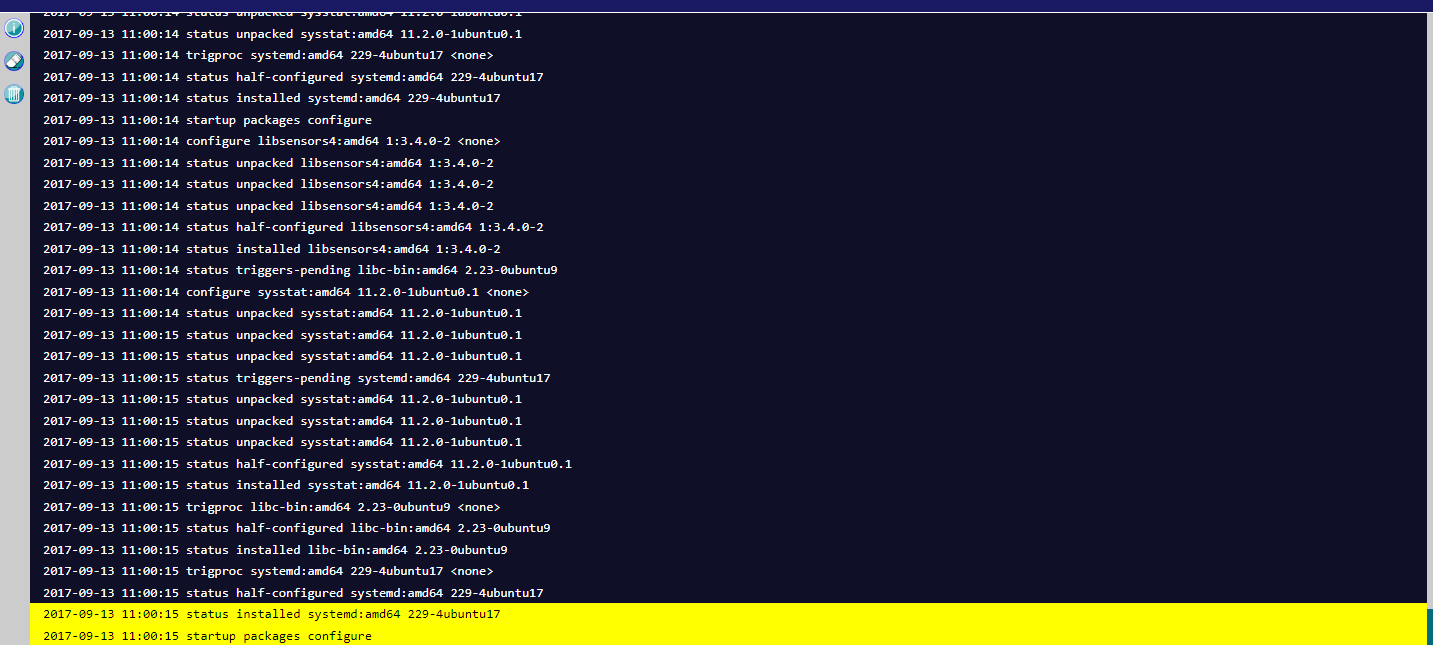 2017-09-13 11:00:14 status unpacked sysstat:amd64 11.2.0-1ubuntu0.1
2017-09-13 11:00:14 status unpacked sysstat:amd64 11.2.0-1ubuntu0.1
2017-09-13 11:00:14 trigproc systemd:amd64 229-4ubuntu17 <none>
2017-09-13 11:00:14 status half-configured systemd:amd64 229-4ubuntu17
2017-09-13 11:00:14 status installed systemd:amd64 229-4ubuntu17
2017-09-13 11:00:14 startup packages configure
2017-09-13 11:00:14 configure libsensors4:amd64 1:3.4.0-2 <none>
2017-09-13 11:00:14 status unpacked libsensors4:amd64 1:3.4.0-2
2017-09-13 11:00:14 status unpacked libsensors4:amd64 1:3.4.0-2
2017-09-13 11:00:14 status unpacked libsensors4:amd64 1:3.4.0-2
2017-09-13 11:00:14 status half-configured libsensors4:amd64 1:3.4.0-2
2017-09-13 11:00:14 status installed libsensors4:amd64 1:3.4.0-2
2017-09-13 11:00:14 status triggers-pending libc-bin:amd64 2.23-0ubuntu9
2017-09-13 11:00:14 configure sysstat:amd64 11.2.0-1ubuntu0.1 <none>
2017-09-13 11:00:14 status unpacked sysstat:amd64 11.2.0-1ubuntu0.1
2017-09-13 11:00:15 status unpacked sysstat:amd64 11.2.0-1ubuntu0.1
2017-09-13 11:00:15 status unpacked sysstat:amd64 11.2.0-1ubuntu0.1
2017-09-13 11:00:15 status triggers-pending systemd:amd64 229-4ubuntu17
2017-09-13 11:00:15 status unpacked sysstat:amd64 11.2.0-1ubuntu0.1
2017-09-13 11:00:15 status unpacked sysstat:amd64 11.2.0-1ubuntu0.1
2017-09-13 11:00:15 status unpacked sysstat:amd64 11.2.0-1ubuntu0.1
2017-09-13 11:00:15 status half-configured sysstat:amd64 11.2.0-1ubuntu0.1
2017-09-13 11:00:15 status installed sysstat:amd64 11.2.0-1ubuntu0.1
2017-09-13 11:00:15 trigproc libc-bin:amd64 2.23-0ubuntu9 <none>
2017-09-13 11:00:15 status half-configured libc-bin:amd64 2.23-0ubuntu9
2017-09-13 11:00:15 status installed libc-bin:amd64 2.23-0ubuntu9
2017-09-13 11:00:15 trigproc systemd:amd64 229-4ubuntu17 <none>
2017-09-13 11:00:15 status half-configured systemd:amd64 229-4ubuntu17
2017-09-13 11:00:15 status installed systemd:amd64 229-4ubuntu17
2017-09-13 11:00:15 startup packages configure